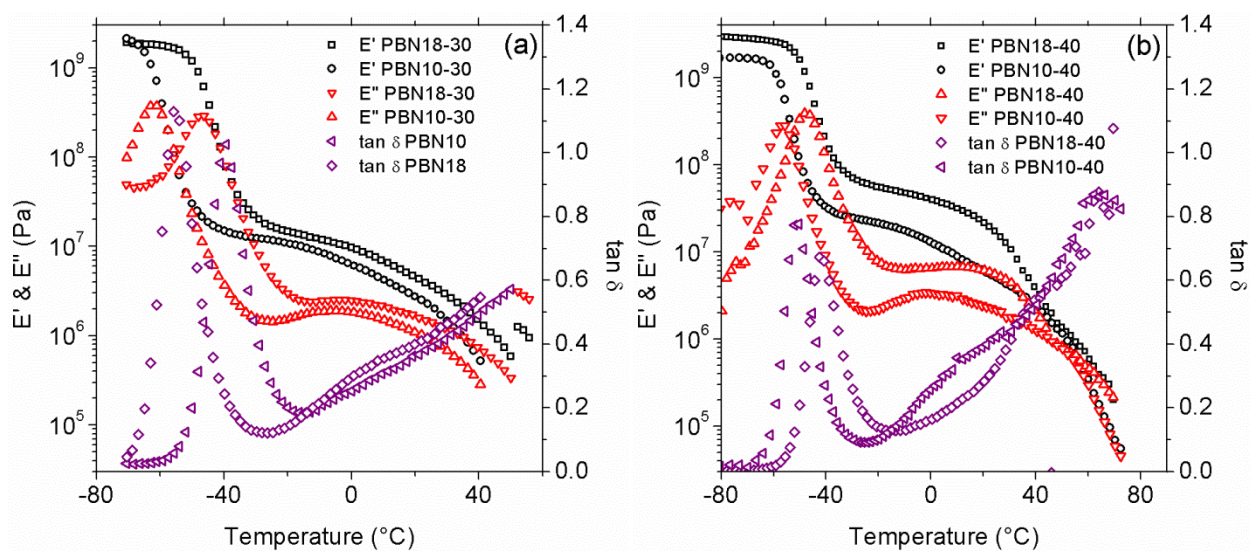 (a)
E' PBN18-30
E' PBN10-30
E" PBN18-30
E" PBN10-30
tan δ PBN10
tan δ PBN18
E' & E" (Pa)
10⁹
10⁸
10⁷
10⁶
10⁵
1.4
1.2
1.0
0.8
0.6
0.4
0.2
0.0
tan δ
-80 -40 0 40
Temperature (°C)
(b)
E' PBN18-40
E' PBN10-40
E" PBN18-40
E" PBN10-40
tan δ PBN18-40
tan δ PBN10-40
E' & E" (Pa)
10⁹
10⁸
10⁷
10⁶
10⁵
1.4
1.2
1.0
0.8
0.6
0.4
0.2
0.0
tan δ
-80 -40 0 40 80
Temperature (°C)